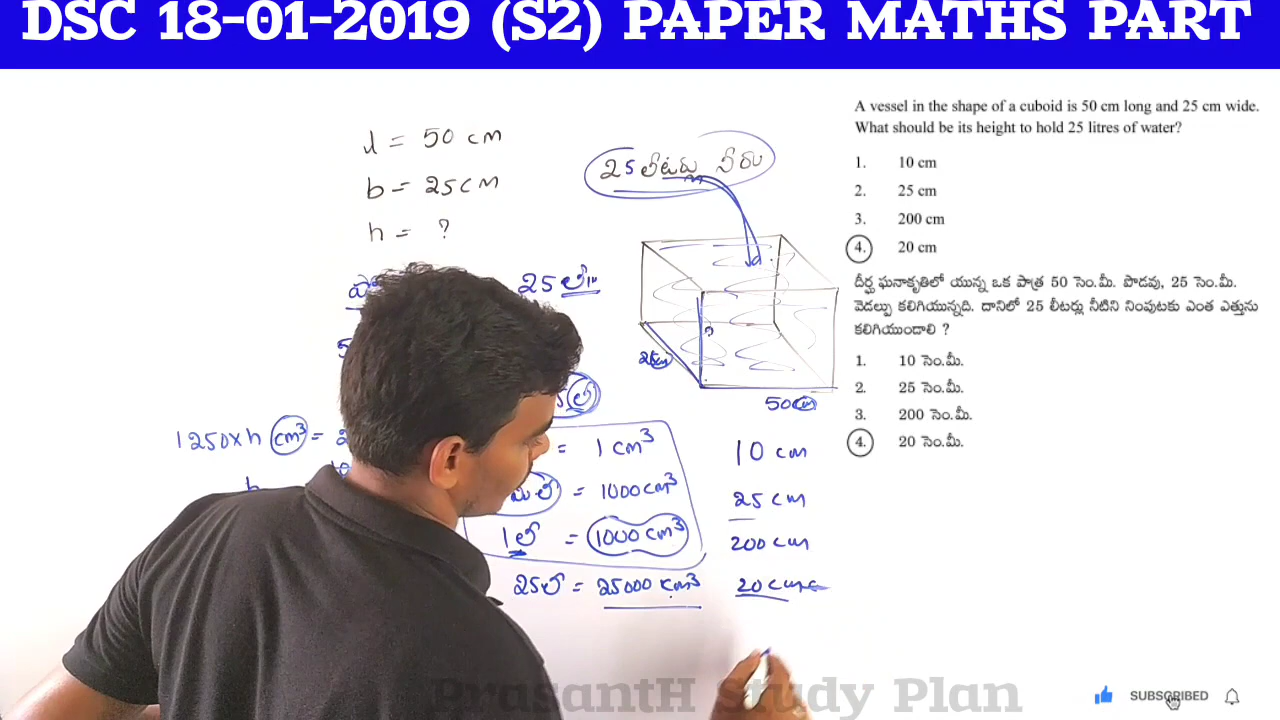 DSC 18-01-2019 (S2) PAPER MATHS PART
l = 50 cm
b = 25 cm
h = ?
25 లీటర్లు నీరు
25 లీ
25cm
50cm
1250xh cm³ =
= 1 cm³
మి లీ = 1000 cm³
1లీ = 1000 cm³
25లీ = 25000 cm³
10 cm
25 cm
200 cm
20 cm
A vessel in the shape of a cuboid is 50 cm long and 25 cm wide.
What should be its height to hold 25 litres of water?
1. 10 cm
2. 25 cm
3. 200 cm
4. 20 cm
దీర్ఘ ఘనాకృతిలో యున్న ఒక పాత్ర 50 సెం.మీ. పొడవు, 25 సెం.మీ.
వెడల్పు కలిగియున్నది. దానిలో 25 లీటర్లు నీటిని నింపుటకు ఎంత ఎత్తును
కలిగియుండాలి ?
1. 10 సెం.మీ.
2. 25 సెం.మీ.
3. 200 సెం.మీ.
4. 20 సెం.మీ.
PrasantH Study Plan
SUBSCRIBED